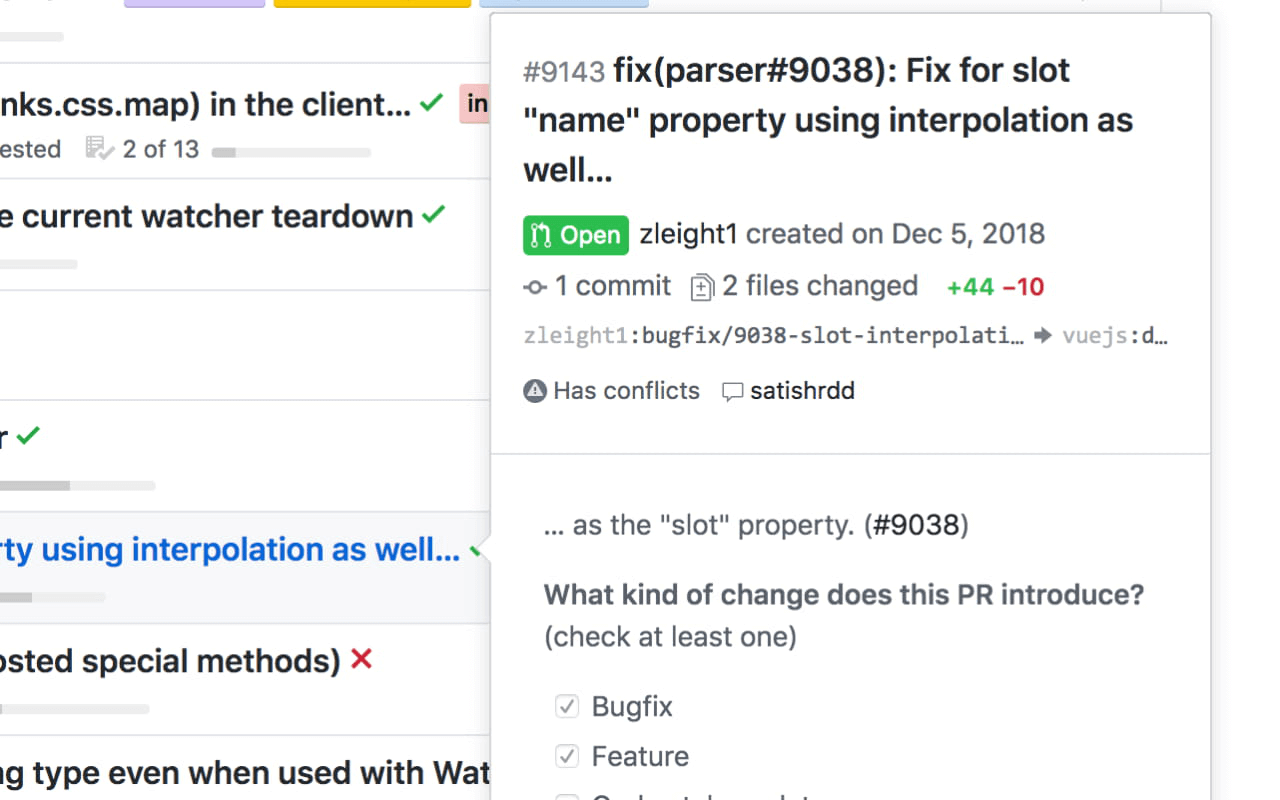 nks.css.map) in the client...
in
ested 2 of 13
e current watcher teardown
r
ty using interpolation as well...
osted special methods)
g type even when used with Wat
#9143 fix(parser#9038): Fix for slot
"name" property using interpolation as
well...
Open zleight1 created on Dec 5, 2018
1 commit 2 files changed +44 −10
zleight1:bugfix/9038-slot-interpolati… vuejs:d…
Has conflicts satishrdd
... as the "slot" property. (#9038)
What kind of change does this PR introduce?
(check at least one)
Bugfix
Feature